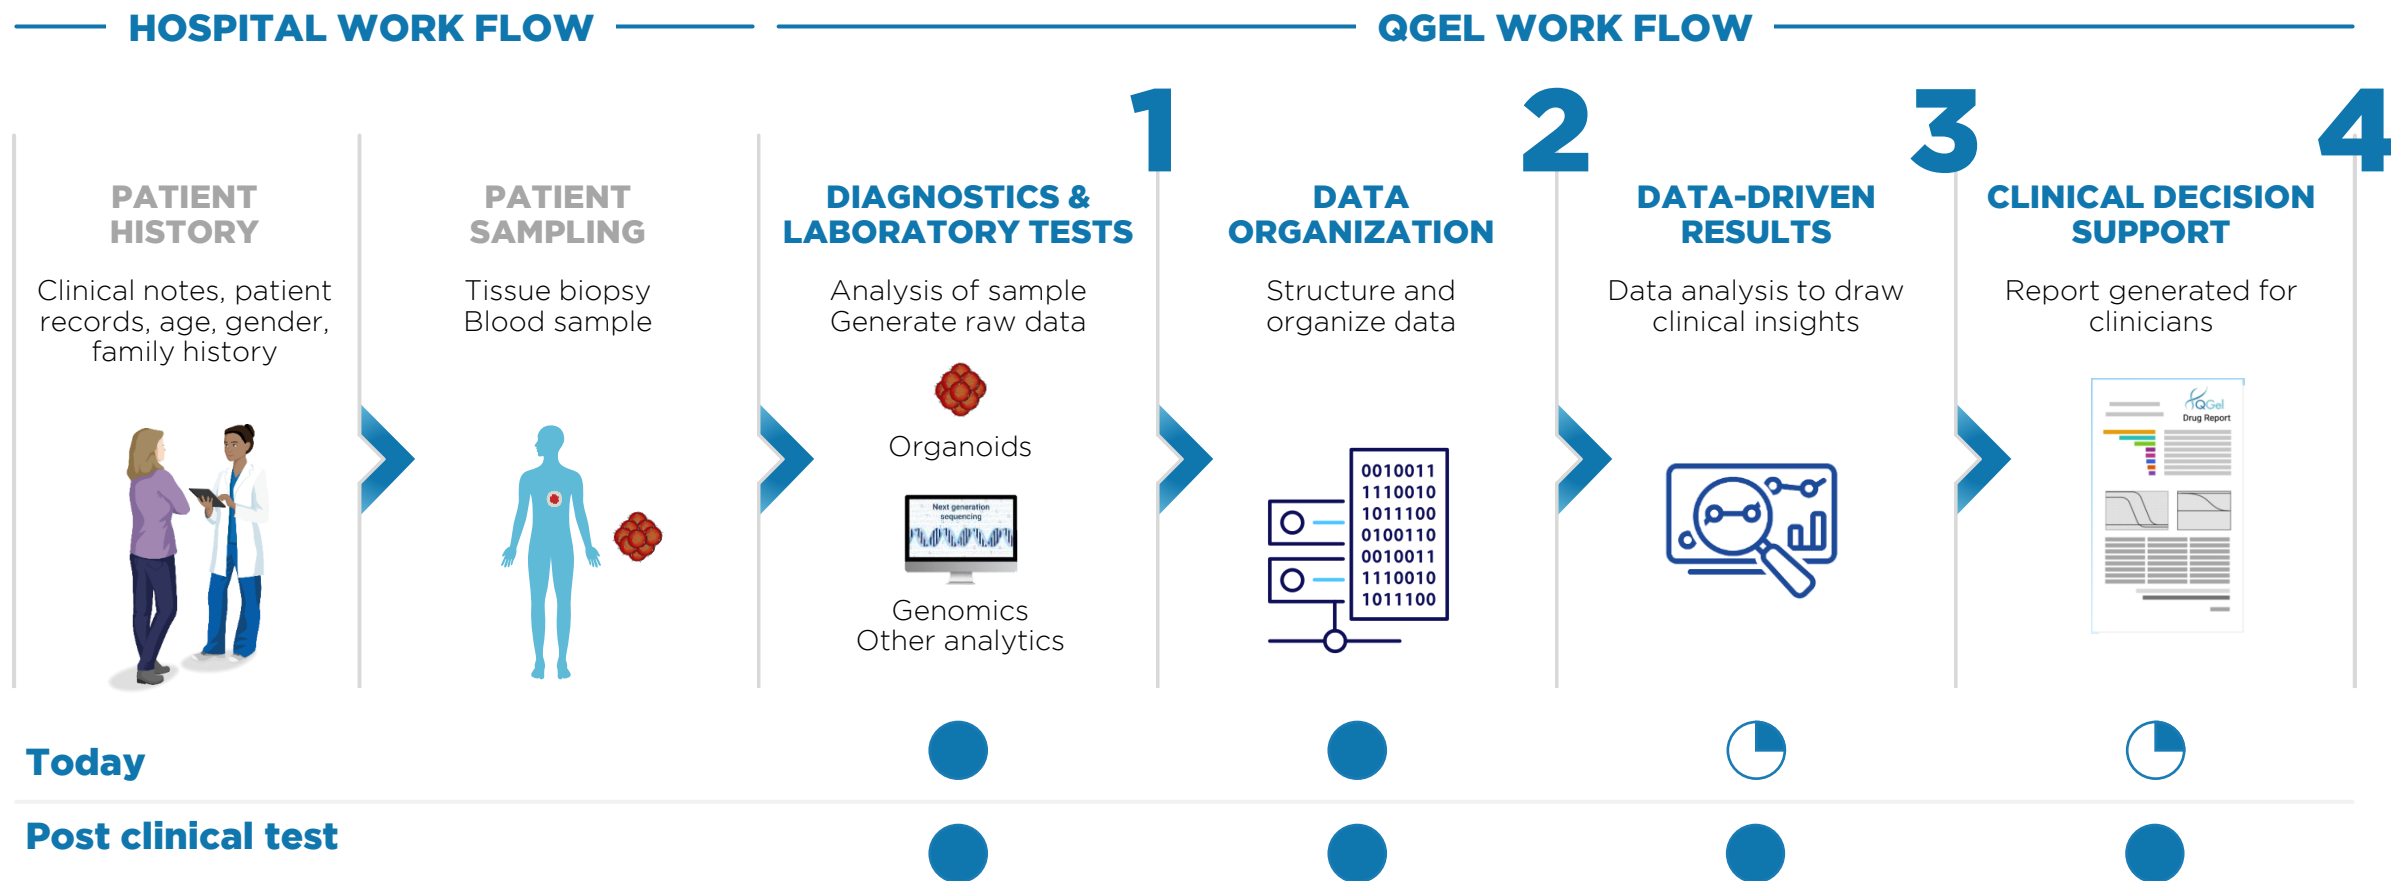 HOSPITAL WORK FLOW
QGEL WORK FLOW
1
2
3
4
PATIENT
HISTORY
Clinical notes, patient
records, age, gender,
family history
PATIENT
SAMPLING
Tissue biopsy
Blood sample
DIAGNOSTICS &
LABORATORY TESTS
Analysis of sample
Generate raw data
Organoids
Next generation
sequencing
Genomics
Other analytics
DATA
ORGANIZATION
Structure and
organize data
0010011
1110010
1011100
0100110
0010011
1110010
1011100
DATA-DRIVEN
RESULTS
Data analysis to draw
clinical insights
CLINICAL DECISION
SUPPORT
Report generated for
clinicians
QGel
Drug Report
Today
Post clinical test